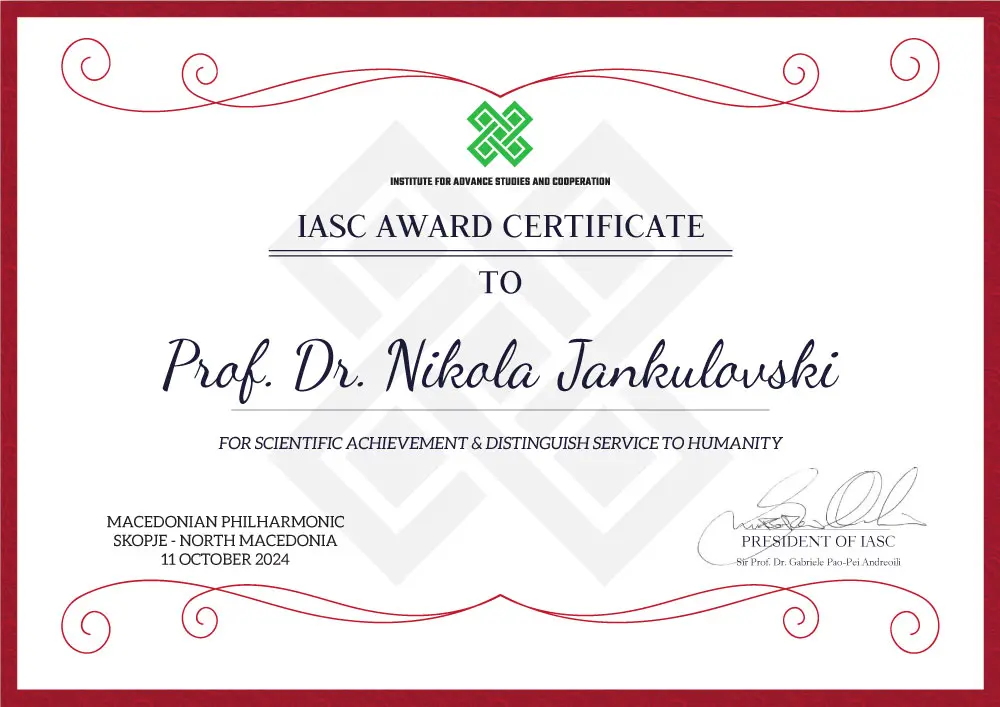 INSTITUTE FOR ADVANCE STUDIES AND COOPERATION
IASC AWARD CERTIFICATE
TO
Prof. Dr. Nikola Jankulovski
FOR SCIENTIFIC ACHIEVEMENT & DISTINGUISH SERVICE TO HUMANITY
MACEDONIAN PHILHARMONIC
SKOPJE - NORTH MACEDONIA
11 OCTOBER 2024
PRESIDENT OF IASC
Sir Prof. Dr. Gabriele Pao-Pei Andreoili